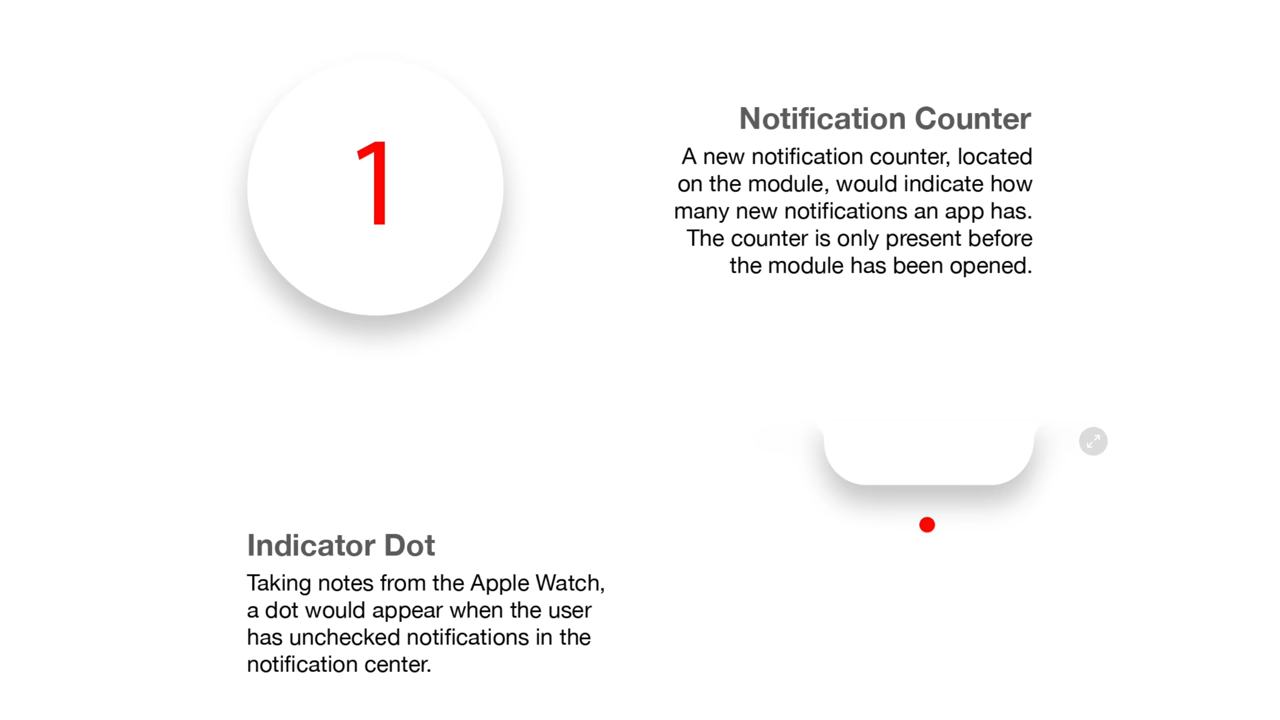 1
Notification Counter
A new notification counter, located
on the module, would indicate how
many new notifications an app has.
The counter is only present before
the module has been opened.
Indicator Dot
Taking notes from the Apple Watch,
a dot would appear when the user
has unchecked notifications in the
notification center.